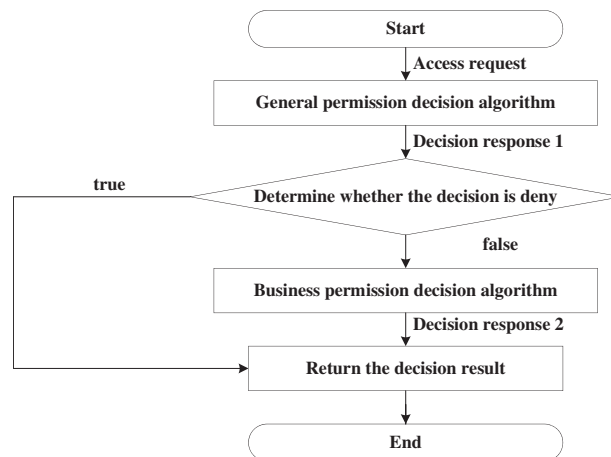 Start
Access request
General permission decision algorithm
Decision response 1
true
Determine whether the decision is deny
false
Business permission decision algorithm
Decision response 2
Return the decision result
End